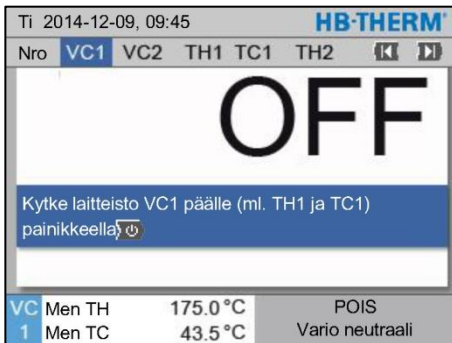 Ti 2014-12-09, 09:45 HB-THERM®
Nro VC1 VC2 TH1 TC1 TH2
OFF
Kytke laitteisto VC1 päälle (ml. TH1 ja TC1)
painikkeella
VC Men TH 175.0 °C POIS
1 Men TC 43.5 °C Vario neutraali